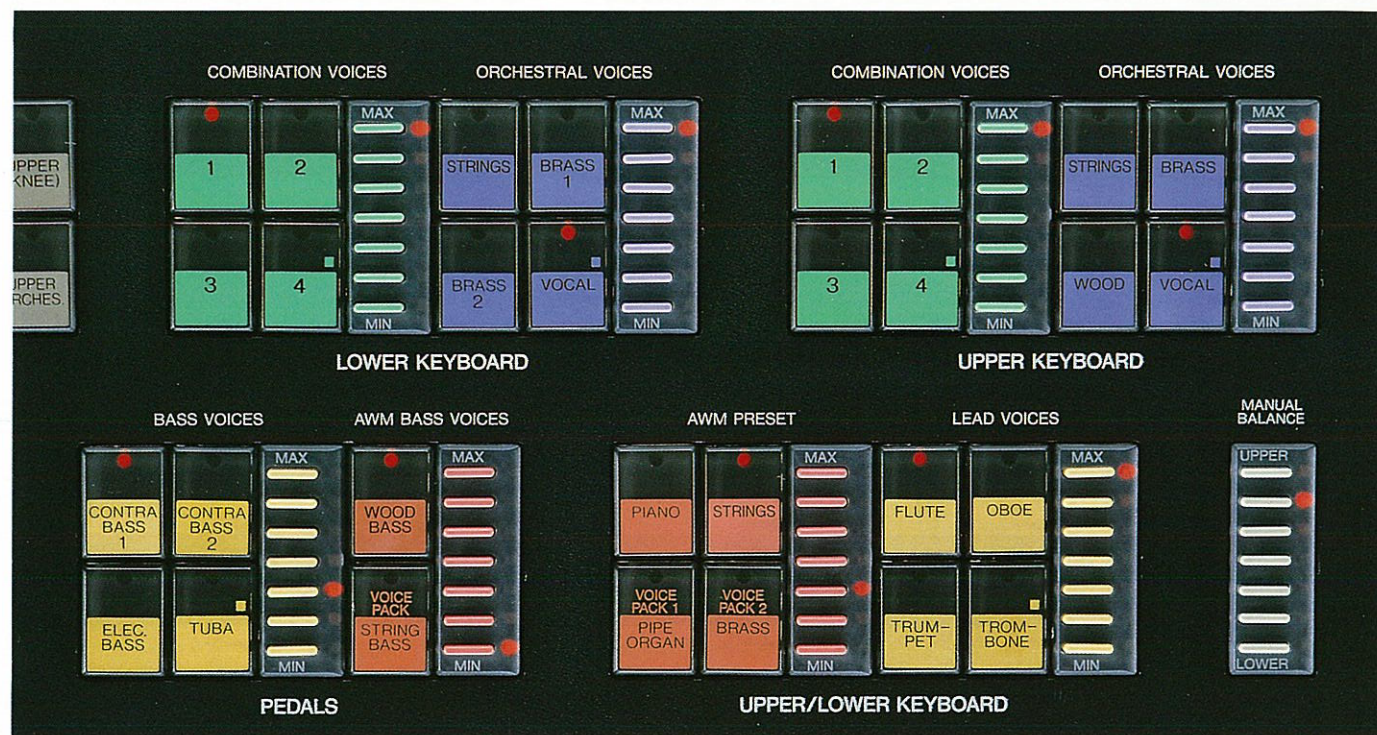 COMBINATION VOICES
ORCHESTRAL VOICES
COMBINATION VOICES
ORCHESTRAL VOICES
UPPER
KNEE)
UPPER
RCHES.
1
2
3
4
MAX
MIN
STRINGS
BRASS
1
BRASS
2
VOCAL
MAX
MIN
LOWER KEYBOARD
1
2
3
4
MAX
MIN
STRINGS
BRASS
WOOD
VOCAL
MAX
MIN
UPPER KEYBOARD
BASS VOICES
AWM BASS VOICES
AWM PRESET
LEAD VOICES
MANUAL
BALANCE
CONTRA
BASS
1
CONTRA
BASS
2
ELEC.
BASS
TUBA
MAX
MIN
WOOD
BASS
VOICE
PACK
STRING
BASS
MAX
MIN
PEDALS
PIANO
STRINGS
VOICE
PACK 1
PIPE
ORGAN
VOICE
PACK 2
BRASS
MAX
MIN
FLUTE
OBOE
TRUM-
PET
TROM-
BONE
MAX
MIN
UPPER/LOWER KEYBOARD
UPPER
LOWER